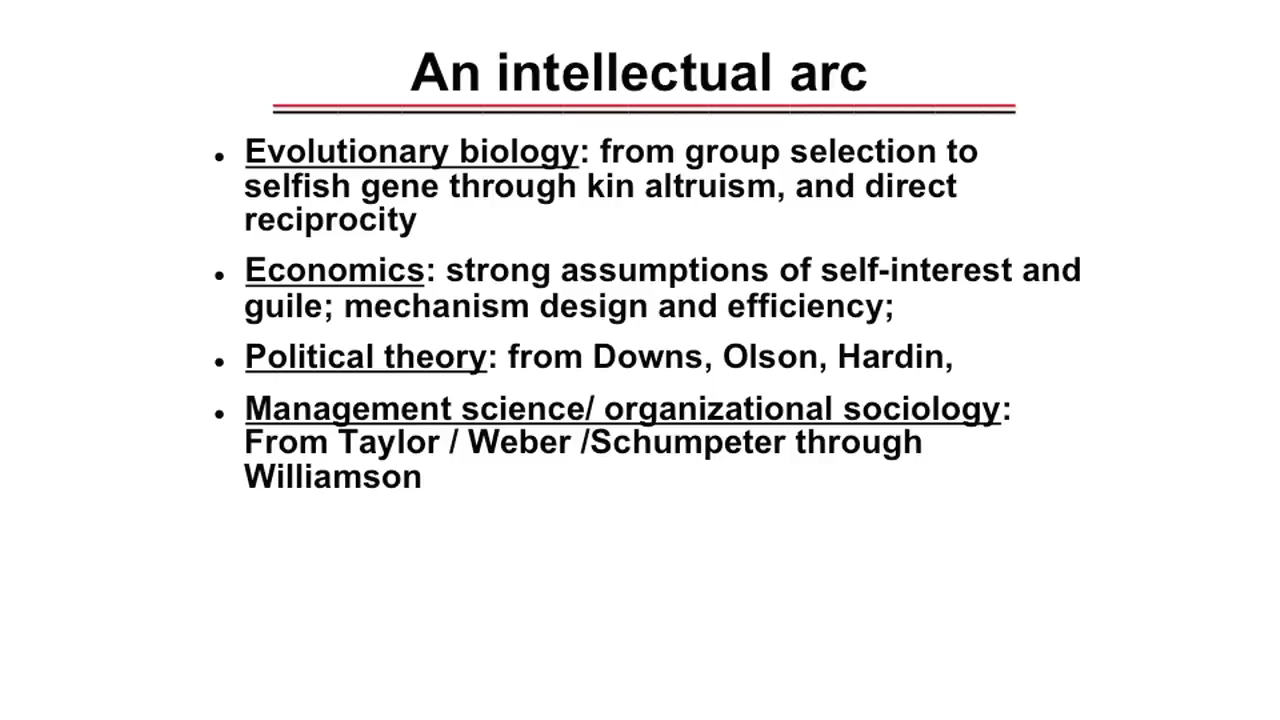 An intellectual arc
• Evolutionary biology: from group selection to
selfish gene through kin altruism, and direct
reciprocity
• Economics: strong assumptions of self-interest and
guile; mechanism design and efficiency;
• Political theory: from Downs, Olson, Hardin,
• Management science/ organizational sociology:
From Taylor / Weber /Schumpeter through
Williamson